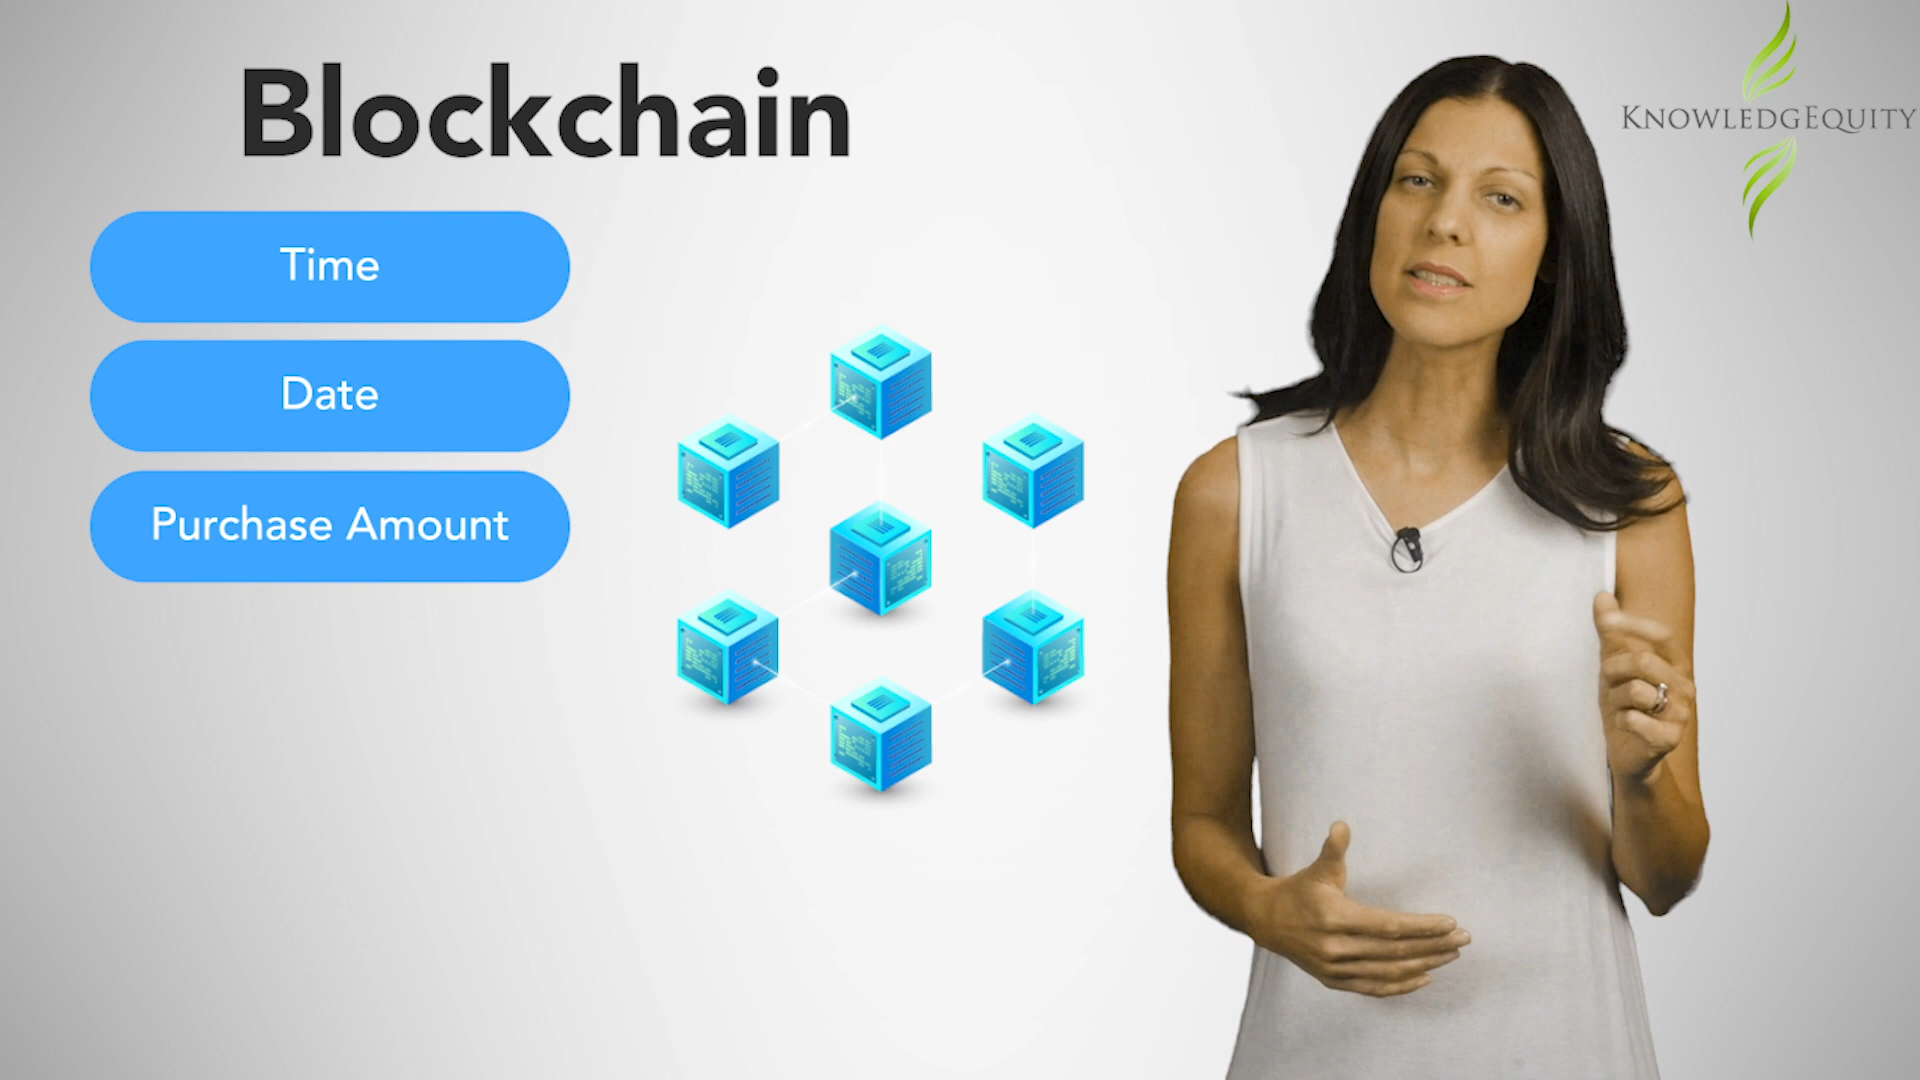 Blockchain
KnowledgEquity
Time
Date
Purchase Amount